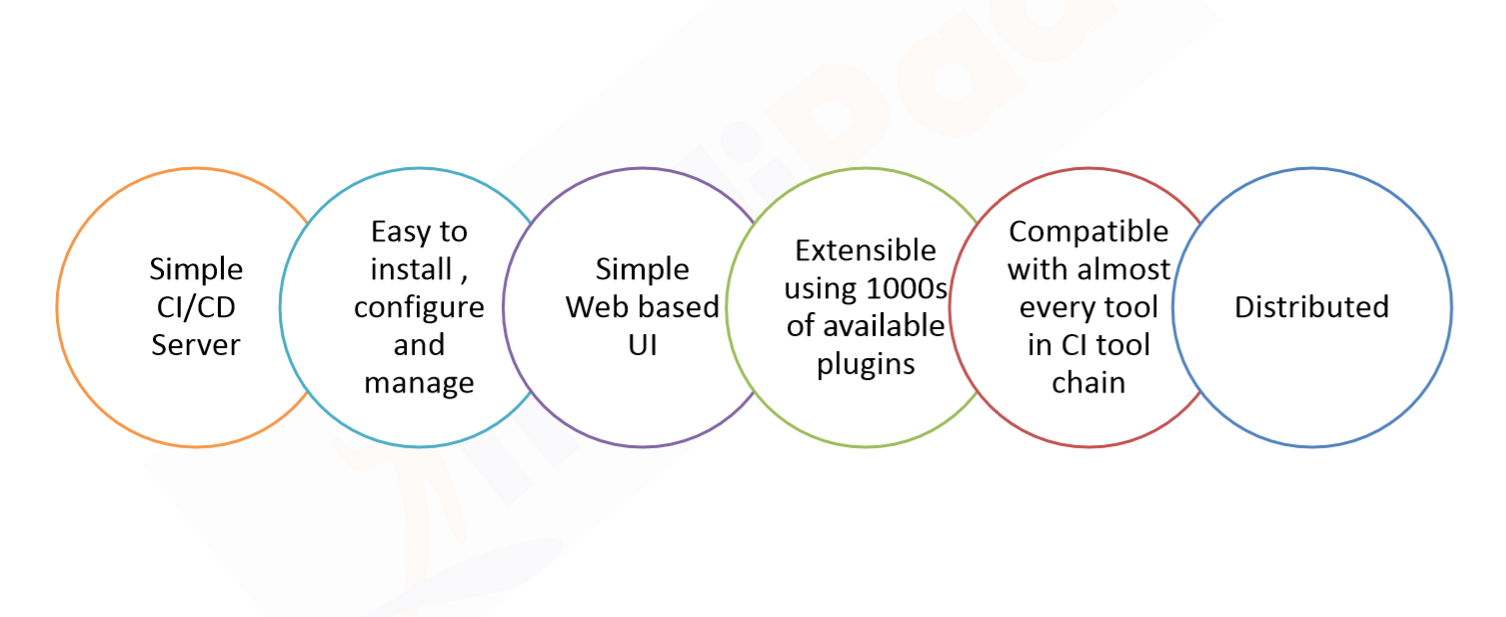 Simple
CI/CD
Server
Easy to
install ,
configure
and
manage
Simple
Web based
UI
Extensible
using 1000s
of available
plugins
Compatible
with almost
every tool
in CI tool
chain
Distributed